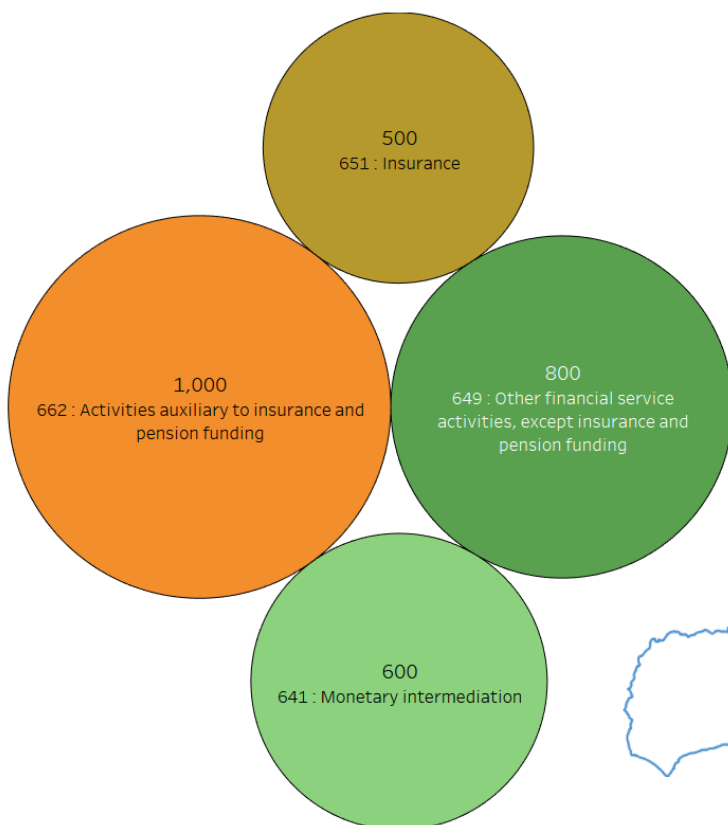 500
651 : Insurance
1,000
662 : Activities auxiliary to insurance and
pension funding
800
649 : Other financial service
activities, except insurance and
pension funding
600
641 : Monetary intermediation